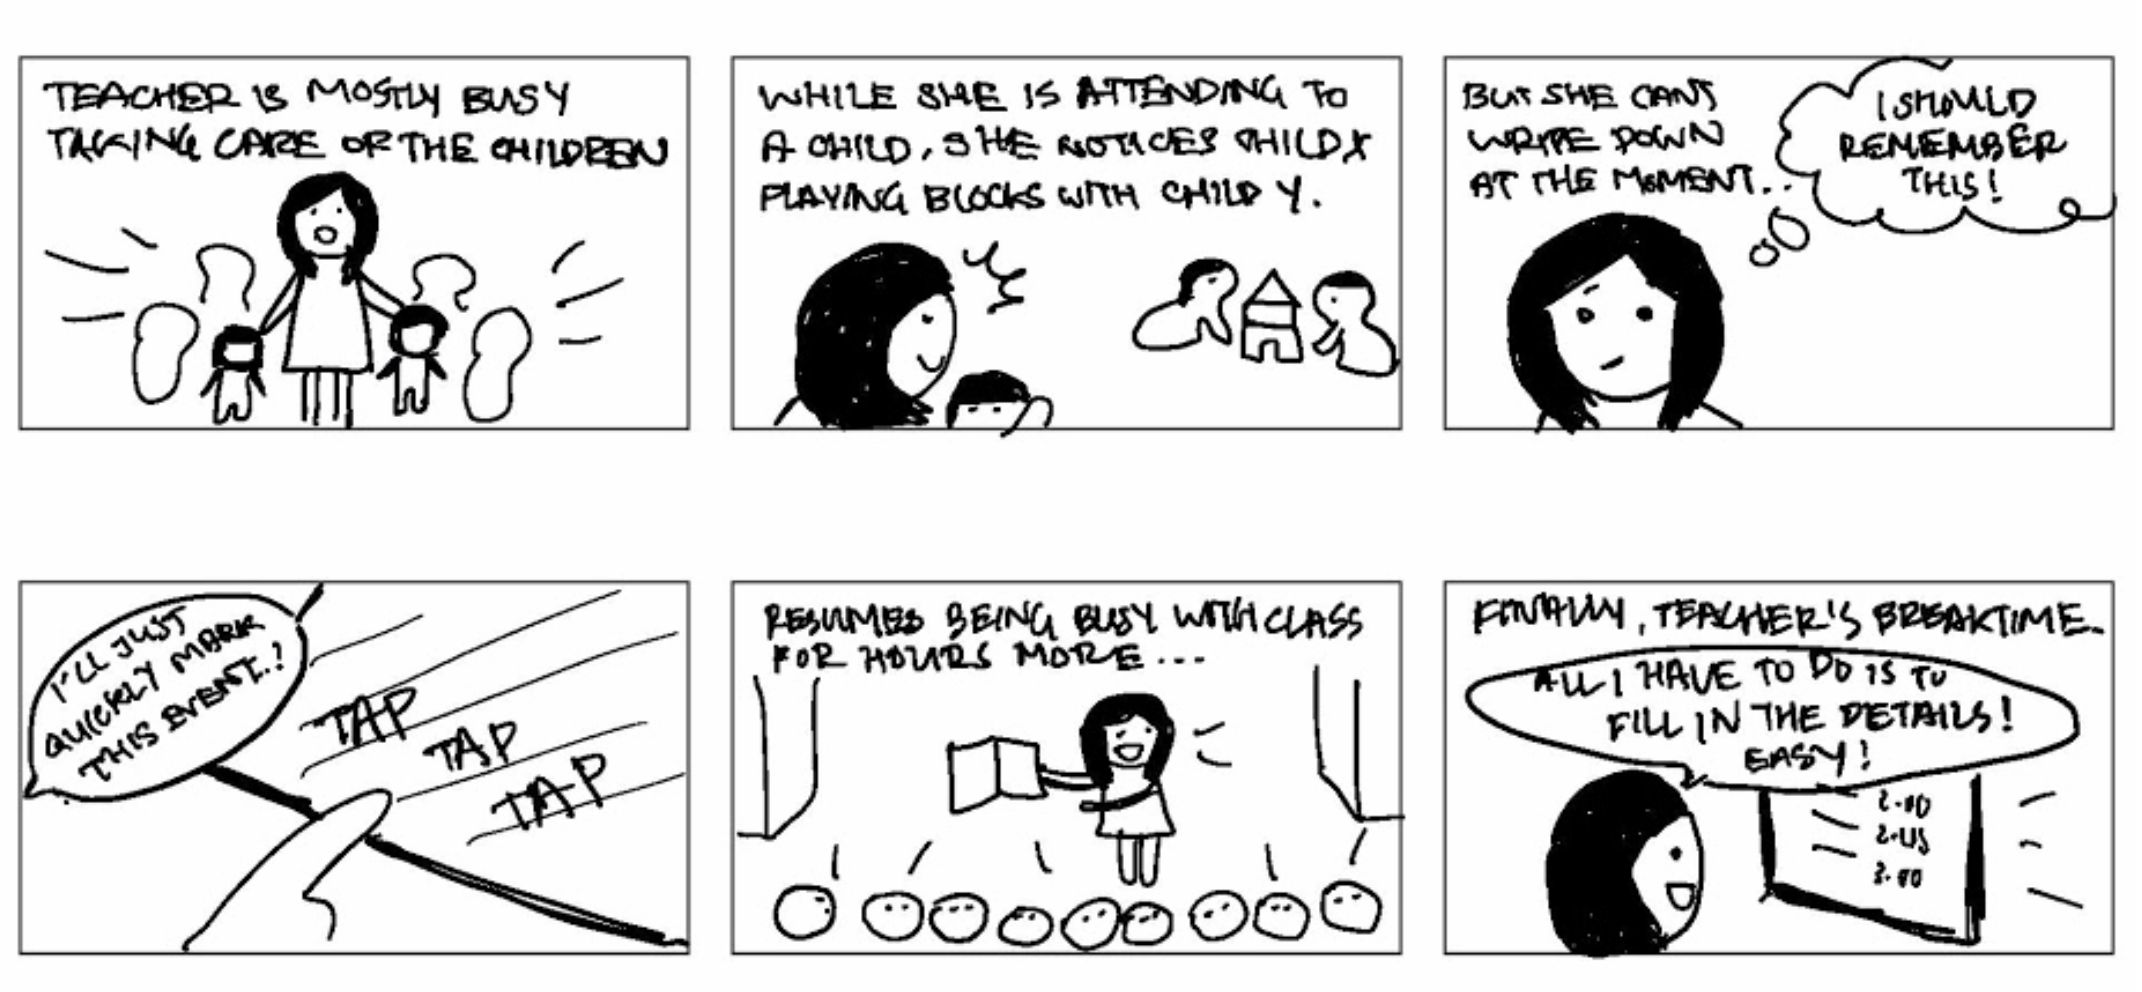 TEACHER IS MOSTLY BUSY
TAKING CARE OF THE CHILDREN
WHILE SHE IS ATTENDING TO
A CHILD, SHE NOTICES CHILD X
PLAYING BLOCKS WITH CHILD Y.
BUT SHE CAN'T
WRITE DOWN
AT THE MOMENT...
I SHOULD
REMEMBER
THIS!
I'LL JUST
QUICKLY MARK
THIS EVENT..!
TAP
TAP
TAP
RESUMES BEING BUSY WITH CLASS
FOR HOURS MORE...
FINALLY, TEACHER'S BREAKTIME.
ALL I HAVE TO DO IS TO
FILL IN THE DETAILS!
EASY!
2.00
2.45
3.00